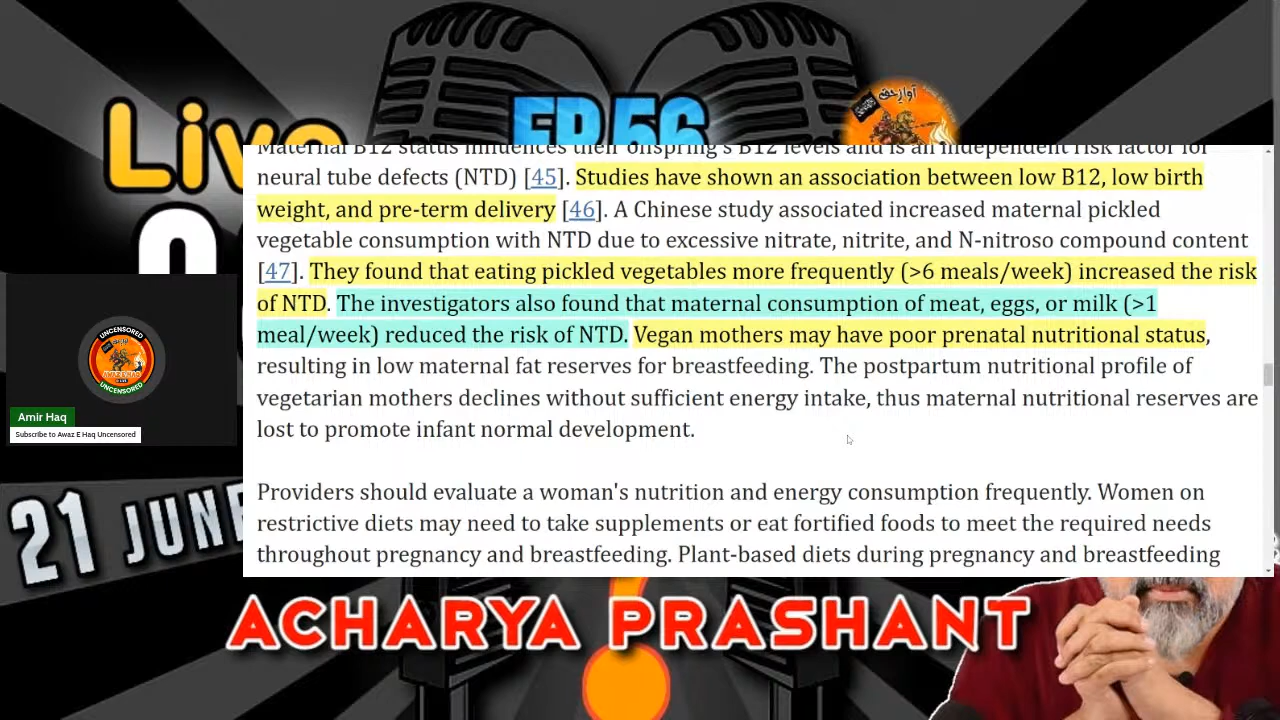 Live
EP 56
آوازِ حق
Maternal B12 status influences their offspring's B12 levels and is an independent risk factor for
neural tube defects (NTD) [45]. Studies have shown an association between low B12, low birth
weight, and pre-term delivery [46]. A Chinese study associated increased maternal pickled
vegetable consumption with NTD due to excessive nitrate, nitrite, and N-nitroso compound content
[47]. They found that eating pickled vegetables more frequently (>6 meals/week) increased the risk
of NTD. The investigators also found that maternal consumption of meat, eggs, or milk (>1
meal/week) reduced the risk of NTD. Vegan mothers may have poor prenatal nutritional status,
resulting in low maternal fat reserves for breastfeeding. The postpartum nutritional profile of
vegetarian mothers declines without sufficient energy intake, thus maternal nutritional reserves are
lost to promote infant normal development.
Providers should evaluate a woman's nutrition and energy consumption frequently. Women on
restrictive diets may need to take supplements or eat fortified foods to meet the required needs
throughout pregnancy and breastfeeding. Plant-based diets during pregnancy and breastfeeding
UNCENSORED
AWAZ E HAQ
UNCENSORED
Amir Haq
Subscribe to Awaz E Haq Uncensored
21 JUNE
ACHARYA PRASHANT